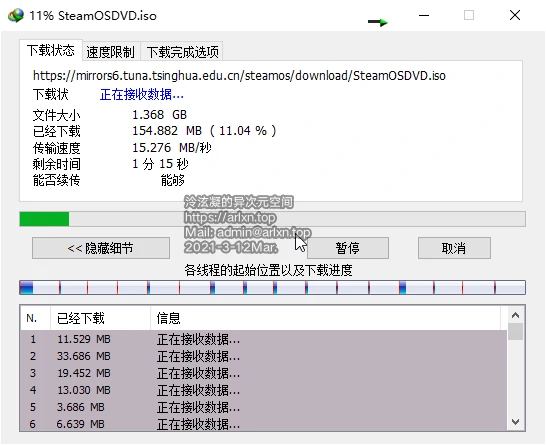 11% SteamOSDVD.iso
下载状态 速度限制 下载完成选项
https://mirrors6.tuna.tsinghua.edu.cn/steamos/download/SteamOSDVD.iso
下载状 正在接收数据...
文件大小 1.368 GB
已经下载 154.882 MB ( 11.04 % )
传输速度 15.276 MB/秒
剩余时间 1 分 15 秒
能否续传 能够
冷泫凝的异次元空间
https://arlxn.top
Mail: admin@arlxn.top
2021-3-12Mar.
<< 隐藏细节 暂停 取消
各线程的起始位置以及下载进度
N. 已经下载 信息
1 11.529 MB 正在接收数据...
2 33.686 MB 正在接收数据...
3 19.452 MB 正在接收数据...
4 13.030 MB 正在接收数据...
5 3.686 MB 正在接收数据...
6 6.639 MB 正在接收数据...